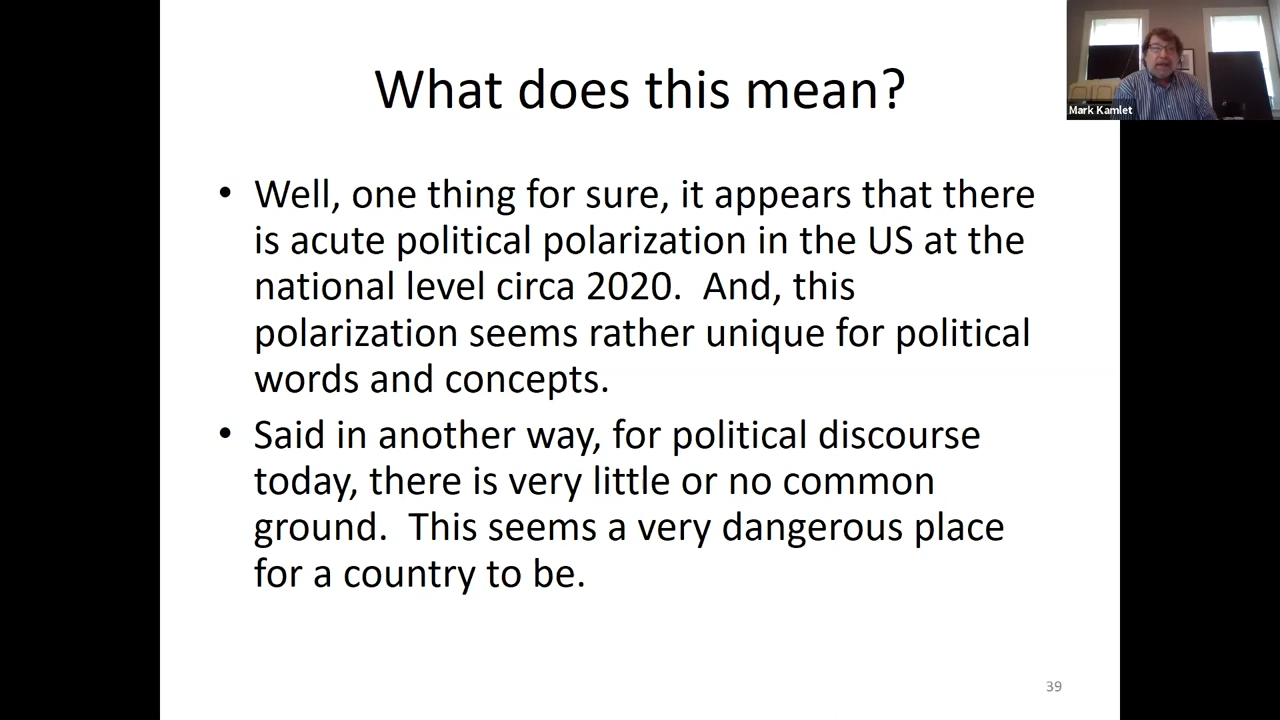 What does this mean?
Mark Kamlet
• Well, one thing for sure, it appears that there
is acute political polarization in the US at the
national level circa 2020.  And, this
polarization seems rather unique for political
words and concepts.
• Said in another way, for political discourse
today, there is very little or no common
ground.  This seems a very dangerous place
for a country to be.
39